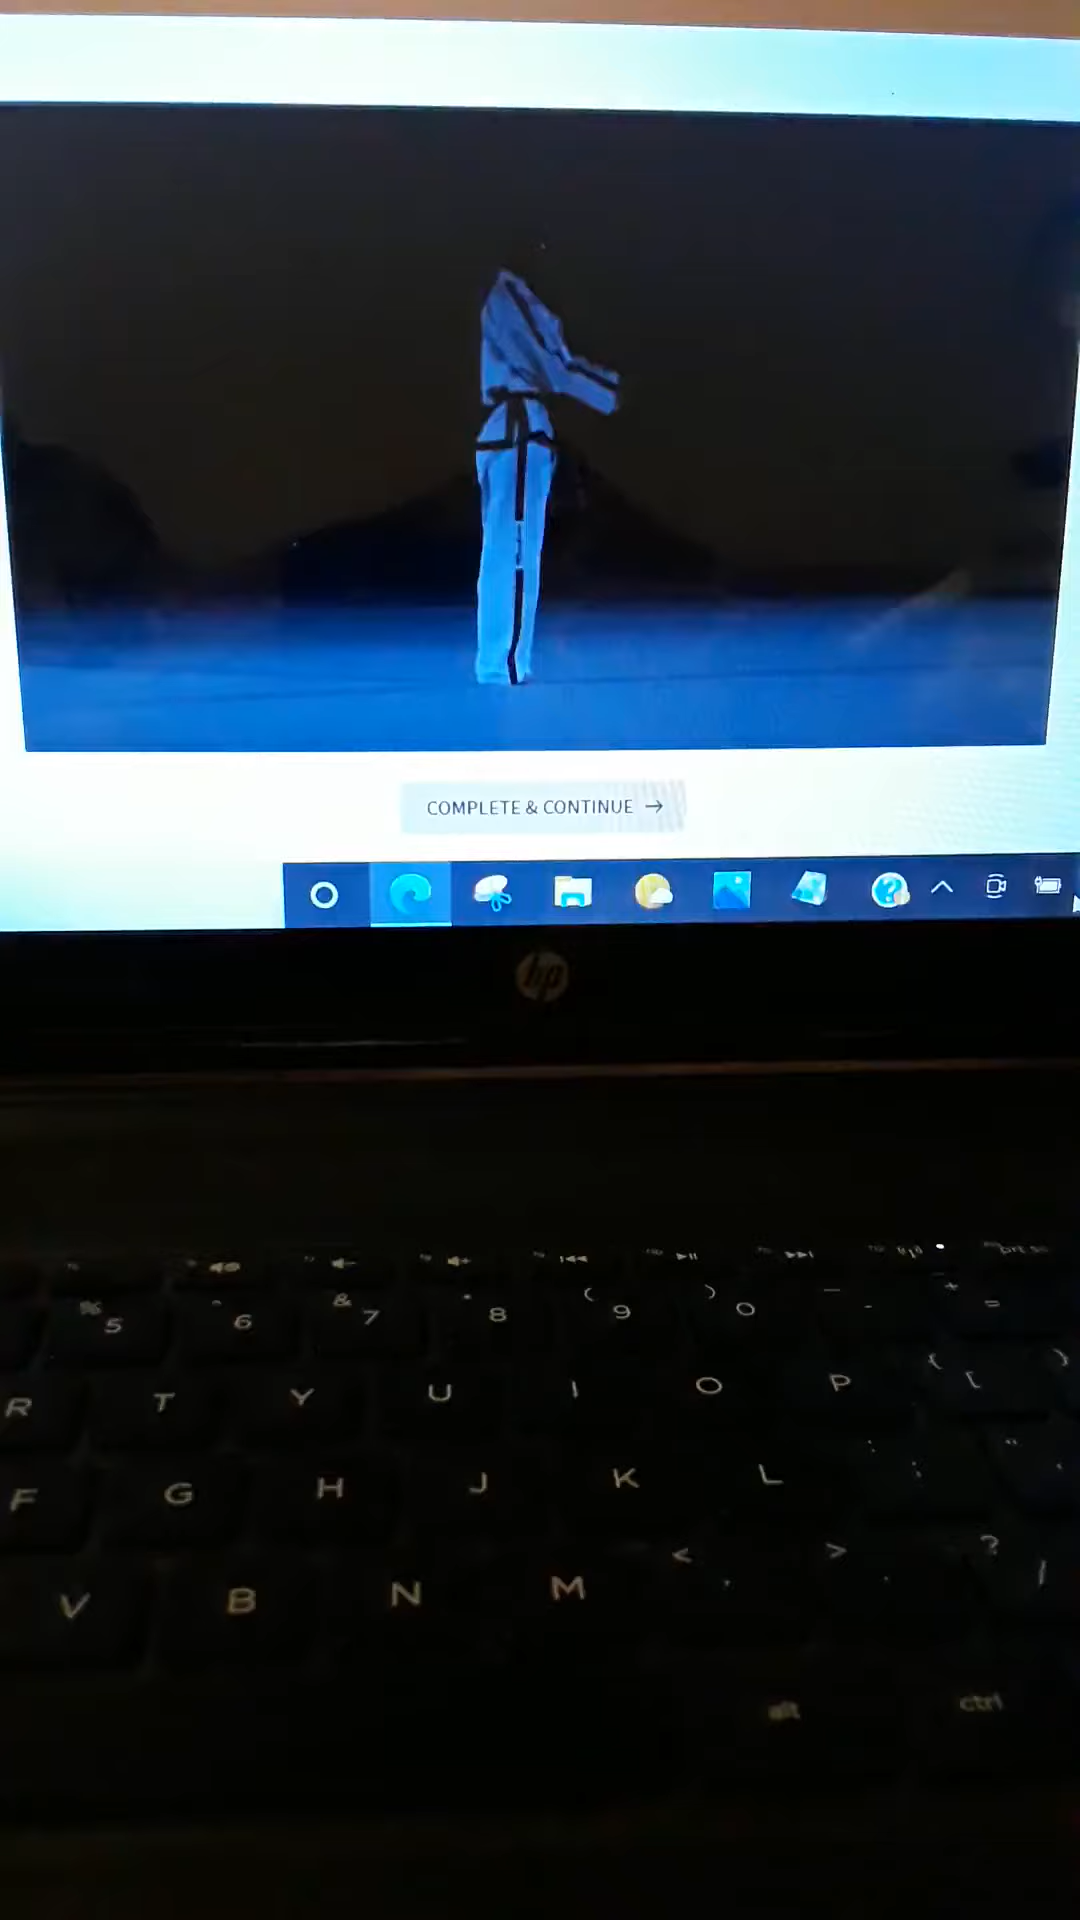 COMPLETE & CONTINUE →
hp
% 5 ^ 6 & 7 * 8 ( 9 ) 0 - + =
R T Y U I O P { [ }
F G H J K L : ; "
V B N M < , > . ? /
alt ctrl